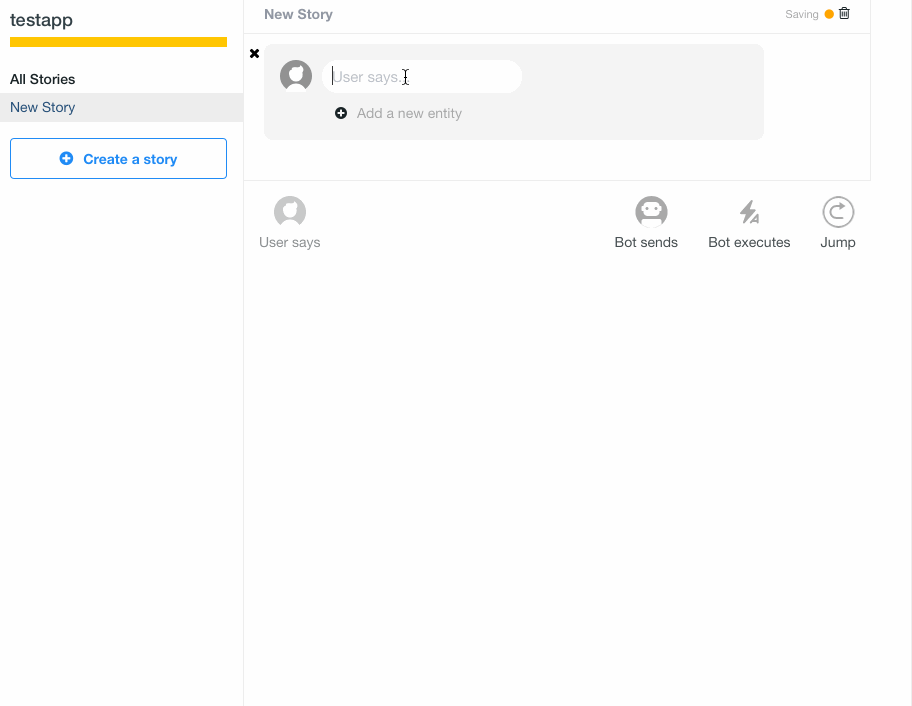 testapp
All Stories
New Story
Create a story
New Story
Saving
User says...
Add a new entity
User says
Bot sends
Bot executes
Jump